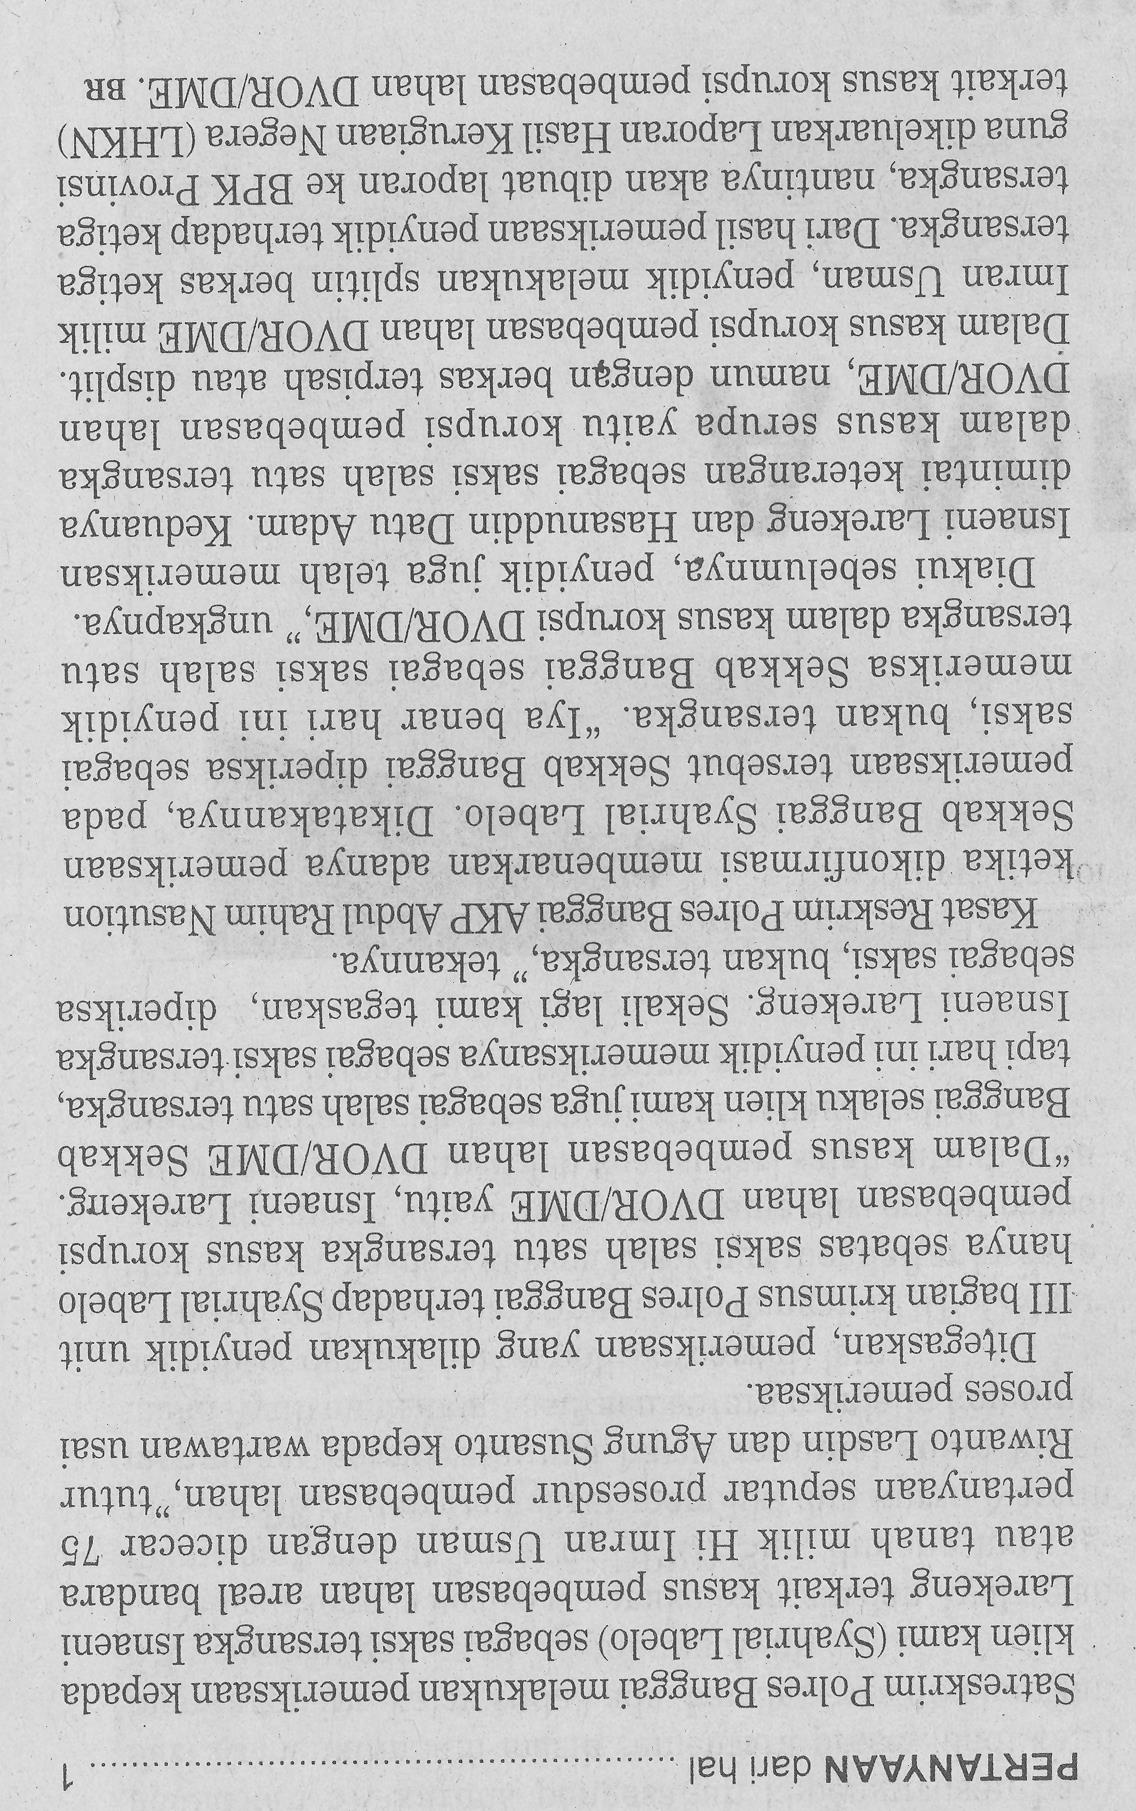 PERTANYAAN dari hal ........................................................ 1
Satreskrim Polres Banggai melakukan pemeriksaan kepada
klien kami (Syahrial Labelo) sebagai saksi tersangka Isnaeni
Larekeng terkait kasus pembebasan lahan areal bandara
atau tanah milik Hi Imran Usman dengan dicecar 75
pertanyaan seputar prosesdur pembebasan lahan," tutur
Riwanto Lasdin dan Agung Susanto kepada wartawan usai
proses pemeriksaa.
Ditegaskan, pemeriksaan yang dilakukan penyidik unit
III bagian krimsus Polres Banggai terhadap Syahrial Labelo
hanya sebatas saksi salah satu tersangka kasus korupsi
pembebasan lahan DVOR/DME yaitu, Isnaeni Larekeng.
"Dalam kasus pembebasan lahan DVOR/DME Sekkab
Banggai selaku klien kami juga sebagai salah satu tersangka,
tapi hari ini penyidik memeriksanya sebagai saksi tersangka
Isnaeni Larekeng. Sekali lagi kami tegaskan, diperiksa
sebagai saksi, bukan tersangka," tekannya.
Kasat Reskrim Polres Banggai AKP Abdul Rahim Nasution
ketika dikonfirmasi membenarkan adanya pemeriksaan
Sekkab Banggai Syahrial Labelo. Dikatakannya, pada
pemeriksaan tersebut Sekkab Banggai diperiksa sebagai
saksi, bukan tersangka. "Iya benar hari ini penyidik
memeriksa Sekkab Banggai sebagai saksi salah satu
tersangka dalam kasus korupsi DVOR/DME," ungkapnya.
Diakui sebelumnya, penyidik juga telah memeriksan
Isnaeni Larekeng dan Hasanuddin Datu Adam. Keduanya
dimintai keterangan sebagai saksi salah satu tersangka
dalam kasus serupa yaitu korupsi pembebasan lahan
DVOR/DME, namun dengan berkas terpisah atau displit.
Dalam kasus korupsi pembebasan lahan DVOR/DME milik
Imran Usman, penyidik melakukan splitin berkas ketiga
tersangka. Dari hasil pemeriksaan penyidik terhadap ketiga
tersangka, nantinya akan dibuat laporan ke BPK Provinsi
guna dikeluarkan Laporan Hasil Kerugiaan Negera (LHKN)
terkait kasus korupsi pembebasan lahan DVOR/DME. BR